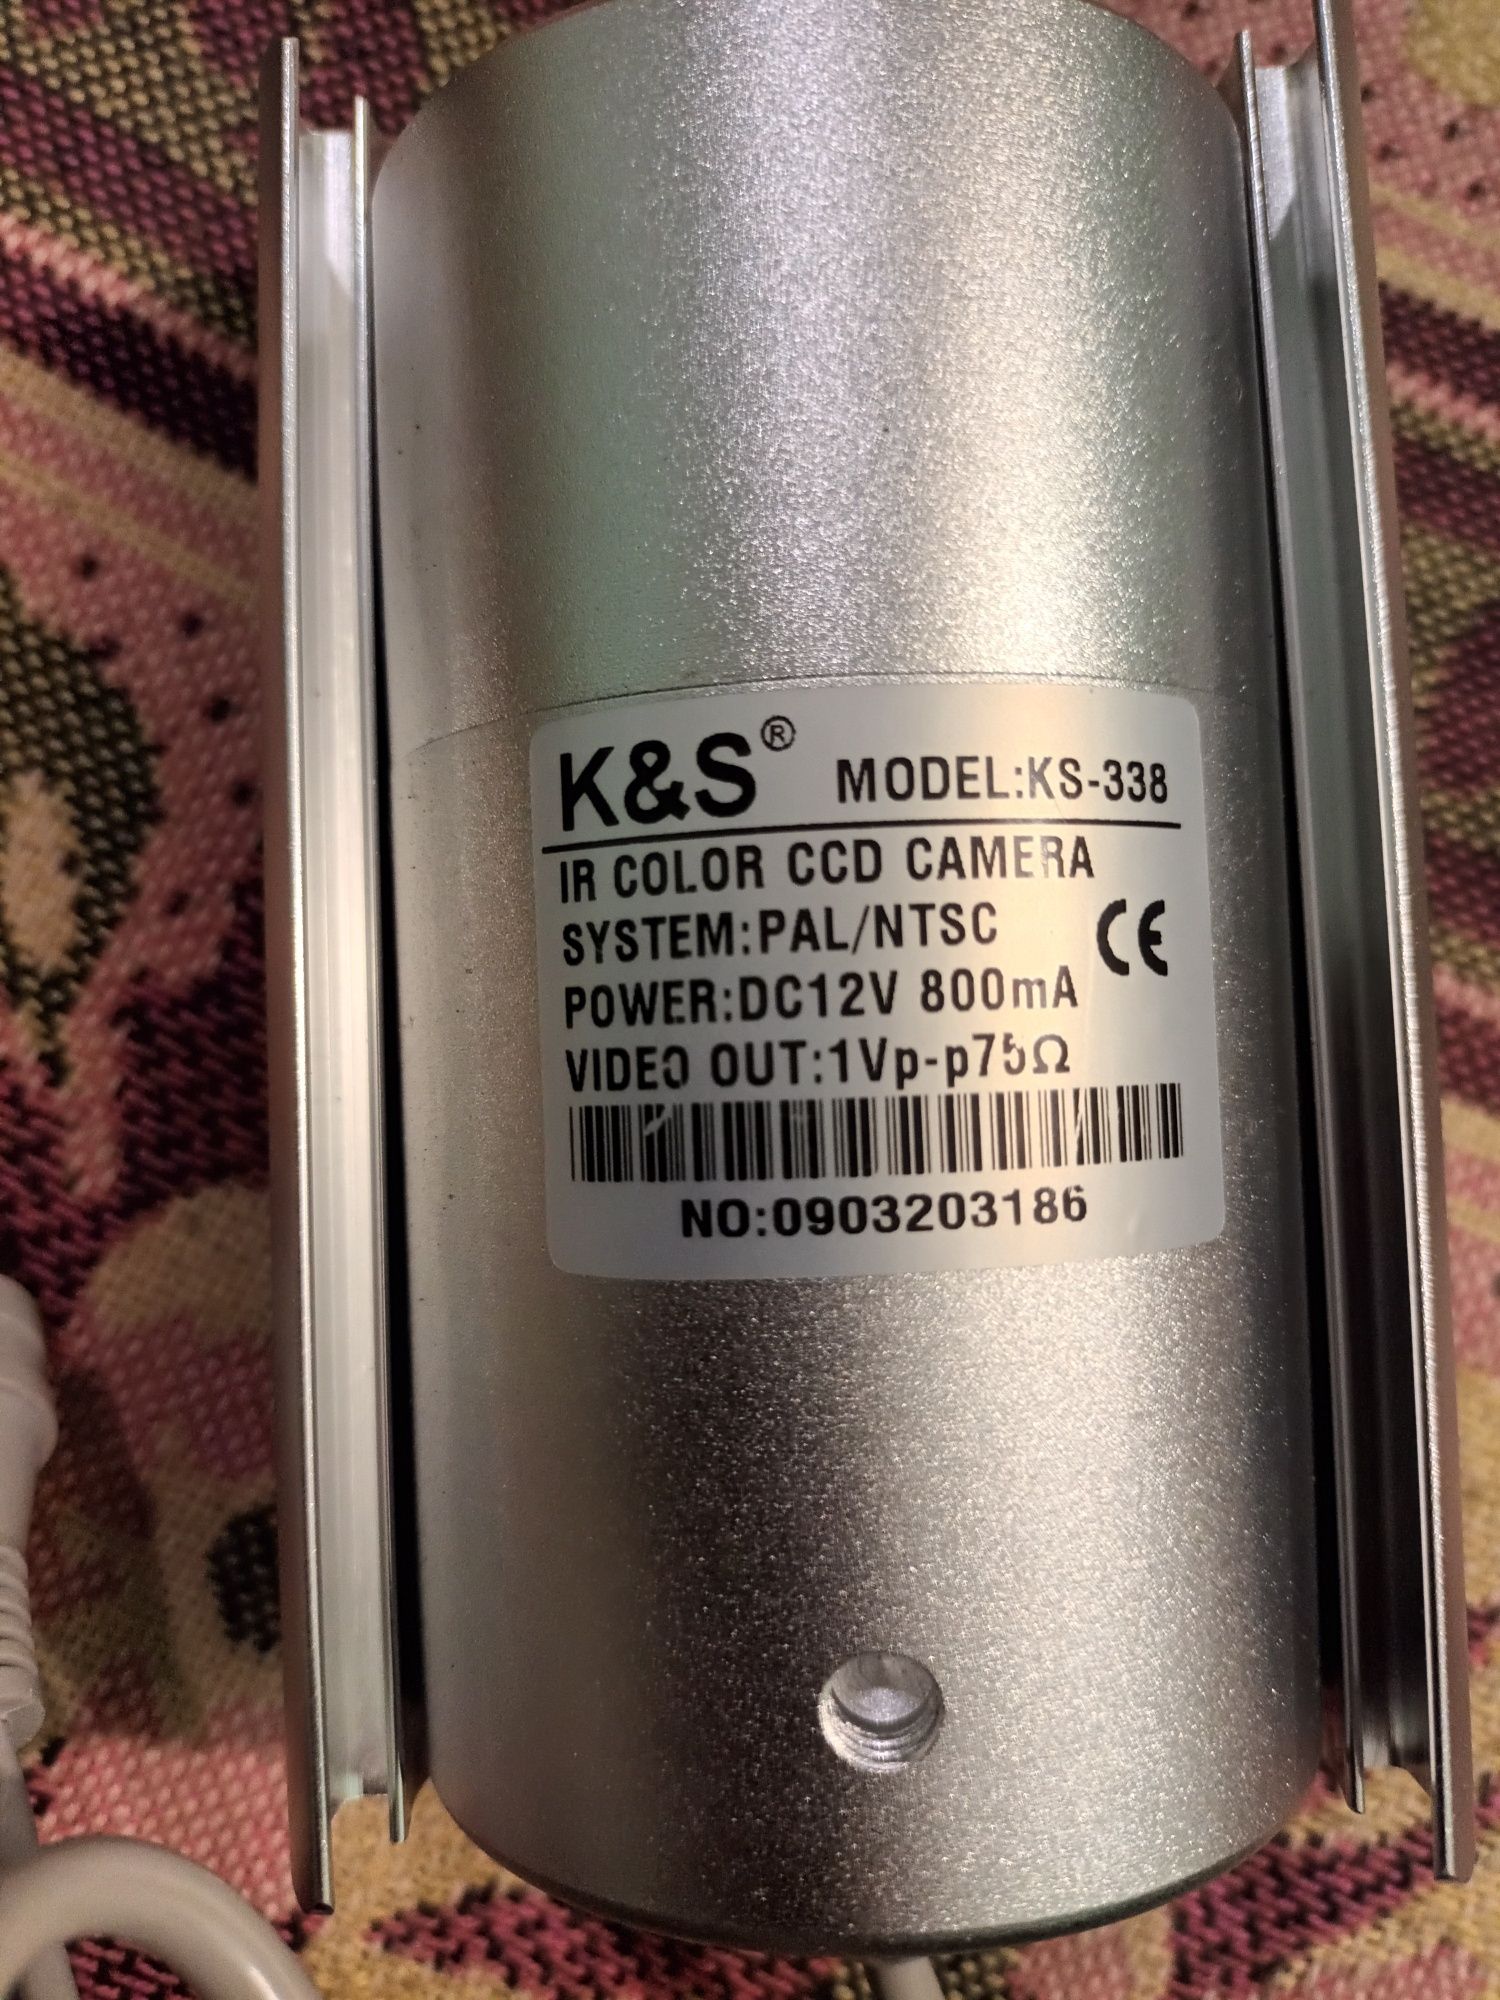 K&S® MODEL:KS-338
IR COLOR CCD CAMERA
SYSTEM:PAL/NTSC CE
POWER:DC12V 800mA
VIDEO OUT:1Vp-p75Ω
NO:0903203186